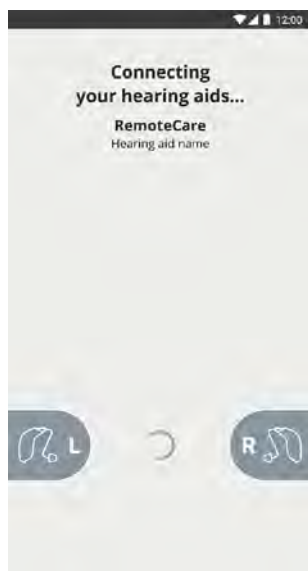 12:00
Connecting
your hearing aids...
RemoteCare
Hearing aid name
L
R